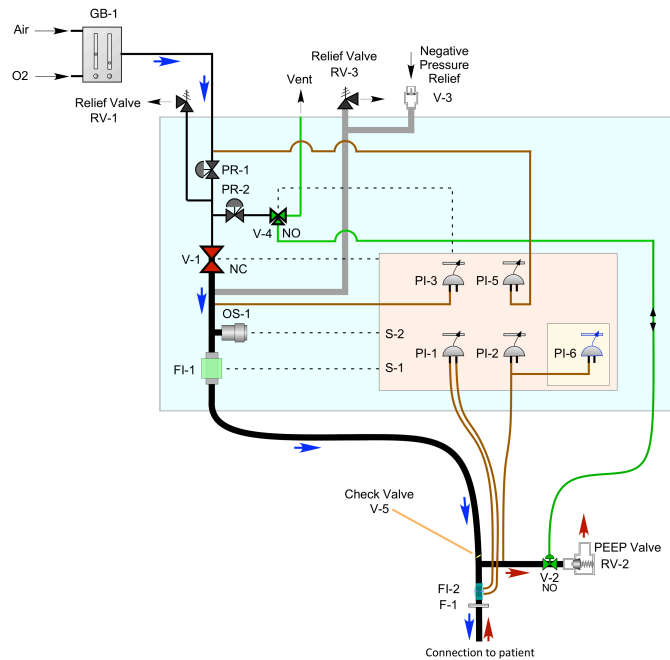 GB-1
Air
O2
Relief Valve
RV-1
Vent
Relief Valve
RV-3
Negative
Pressure
Relief
V-3
PR-1
PR-2
V-4
NO
V-1
NC
PI-3
PI-5
OS-1
S-2
FI-1
S-1
PI-1
PI-2
PI-6
Check Valve
V-5
PEEP Valve
RV-2
V-2
NO
FI-2
F-1
Connection to patient